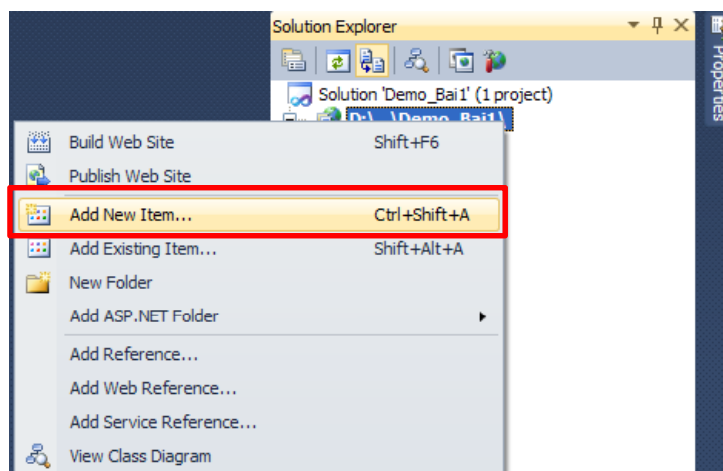 Solution Explorer
Properties
Solution 'Demo_Bai1' (1 project)
D:\...\Demo_Bai1\
Build Web Site Shift+F6
Publish Web Site
Add New Item... Ctrl+Shift+A
Add Existing Item... Shift+Alt+A
New Folder
Add ASP.NET Folder
Add Reference...
Add Web Reference...
Add Service Reference...
View Class Diagram